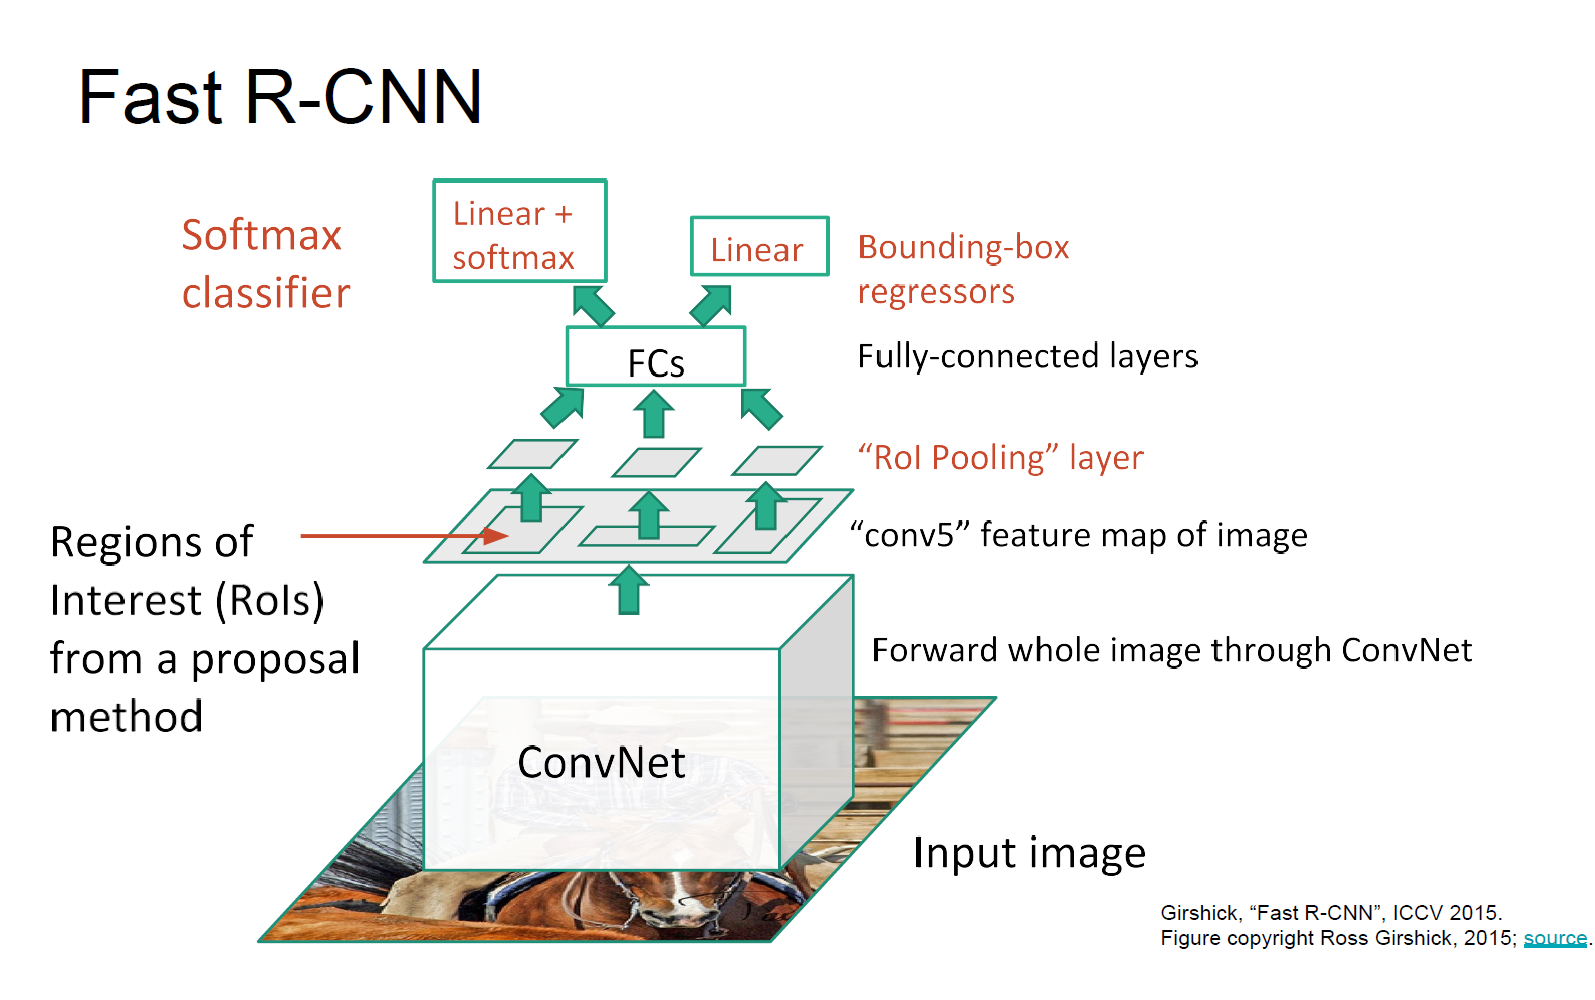 Fast R-CNN
Softmax
classifier
Linear +
softmax
Linear
Bounding-box
regressors
FCs
Fully-connected layers
“RoI Pooling” layer
Regions of
Interest (RoIs)
from a proposal
method
“conv5” feature map of image
Forward whole image through ConvNet
ConvNet
Input image
Girshick, “Fast R-CNN”, ICCV 2015.
Figure copyright Ross Girshick, 2015; source.